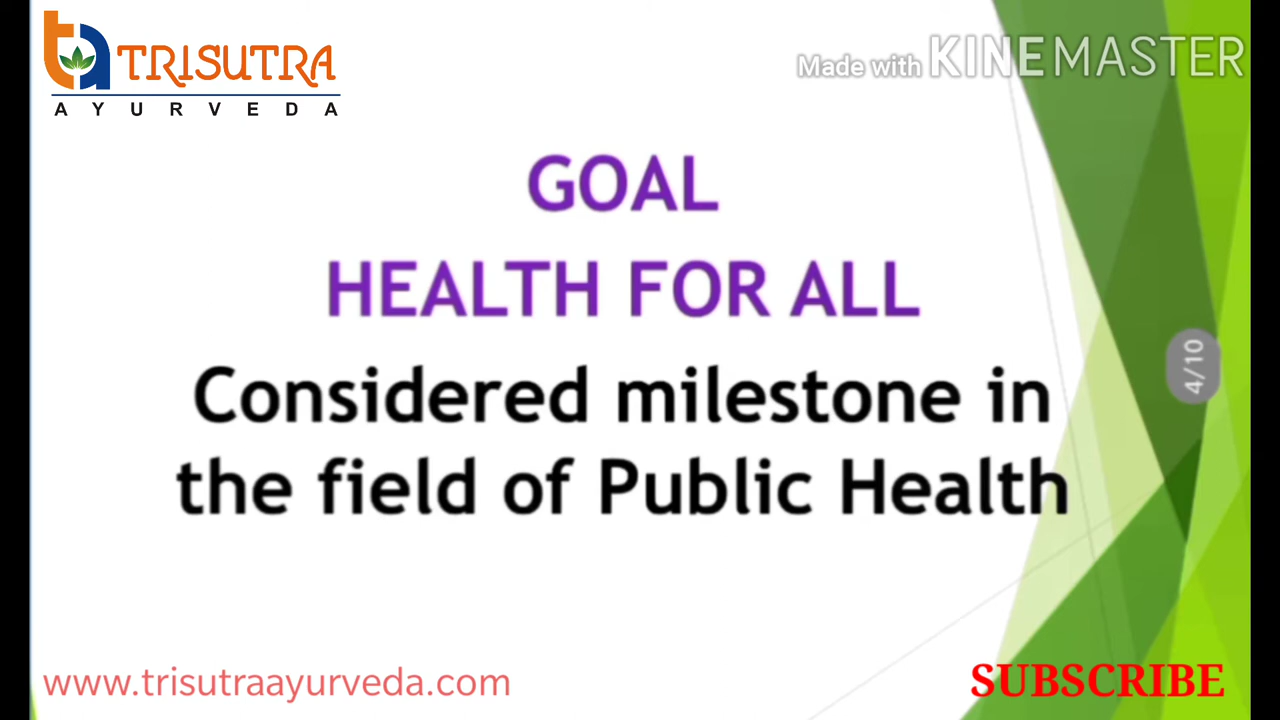 TRISUTRA
AYURVEDA
Made with KINEMASTER
GOAL
HEALTH FOR ALL
Considered milestone in
the field of Public Health
4/10
www.trisutraayurveda.com
SUBSCRIBE